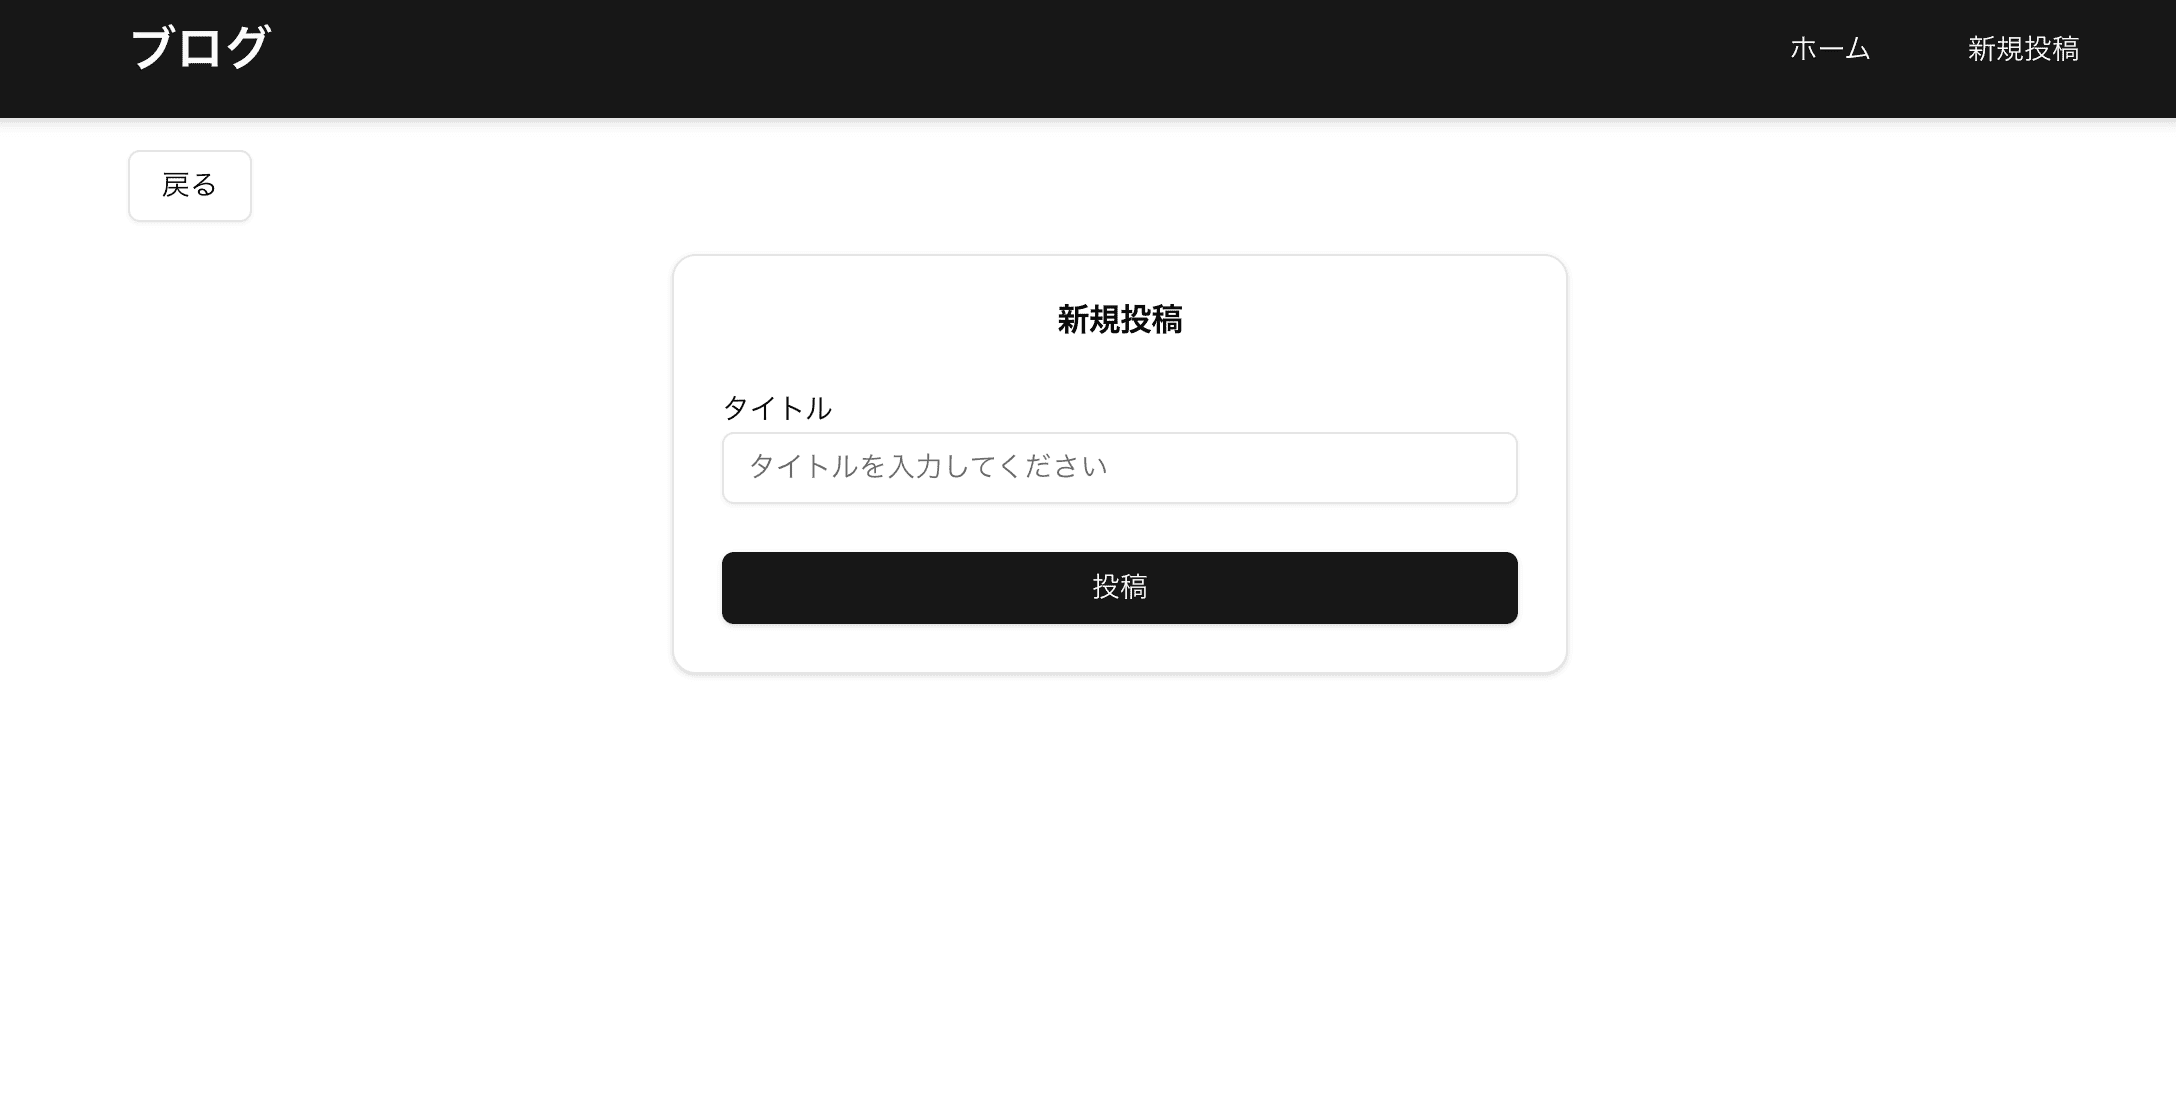 ブログ
ホーム
新規投稿
戻る
新規投稿
タイトル
タイトルを入力してください
投稿